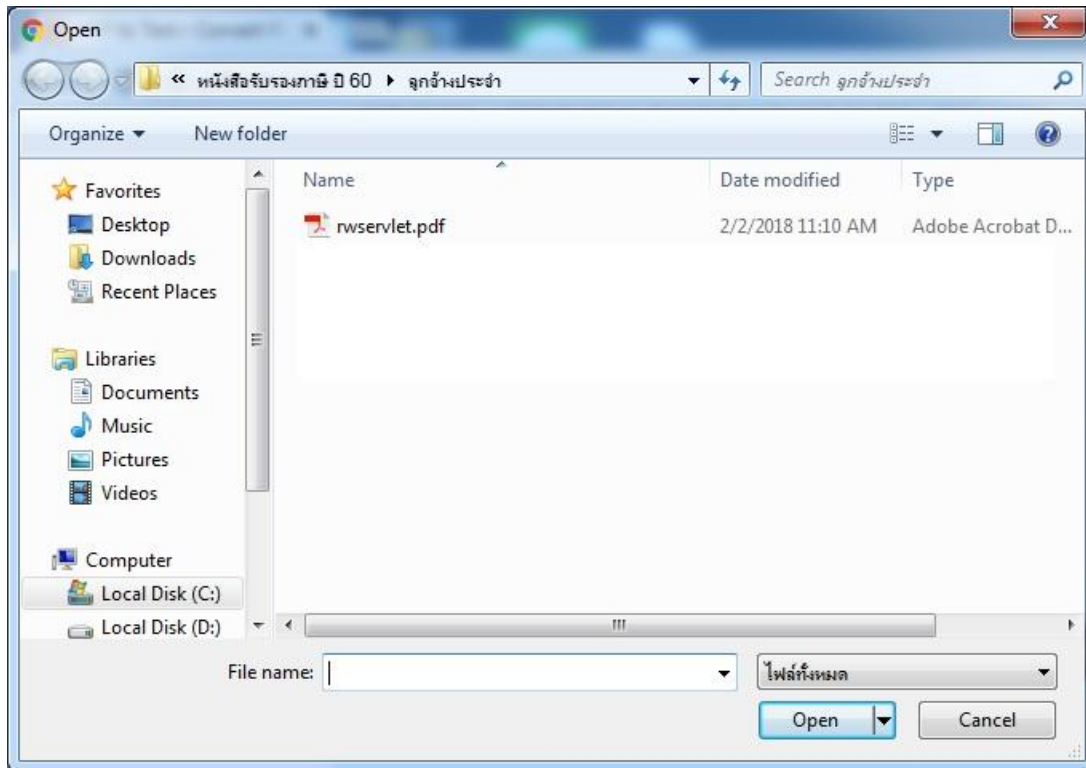 Open
« หนังสือรับรองภาษี ปี 60 ▸ ลูกจ้างประจำ
Search ลูกจ้างประจำ
Organize New folder
Name Date modified Type
Favorites
Desktop
Downloads
Recent Places
rwservlet.pdf 2/2/2018 11:10 AM Adobe Acrobat D...
Libraries
Documents
Music
Pictures
Videos
Computer
Local Disk (C:)
Local Disk (D:)
File name: ไฟล์ทั้งหมด
Open Cancel